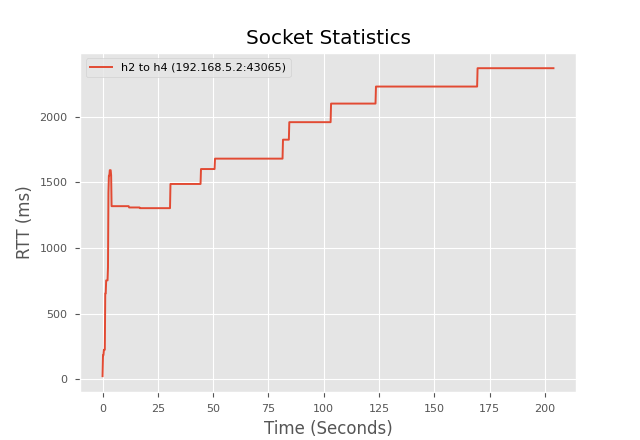 Socket Statistics
h2 to h4 (192.168.5.2:43065)
RTT (ms)
2000
1500
1000
500
0
0 25 50 75 100 125 150 175 200
Time (Seconds)